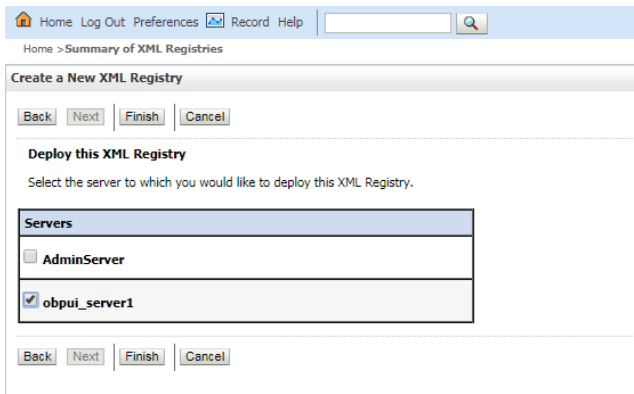 Home Log Out Preferences Record Help
Home >Summary of XML Registries
Create a New XML Registry
Back Next Finish Cancel
Deploy this XML Registry
Select the server to which you would like to deploy this XML Registry.
Servers
AdminServer
obpui_server1
Back Next Finish Cancel